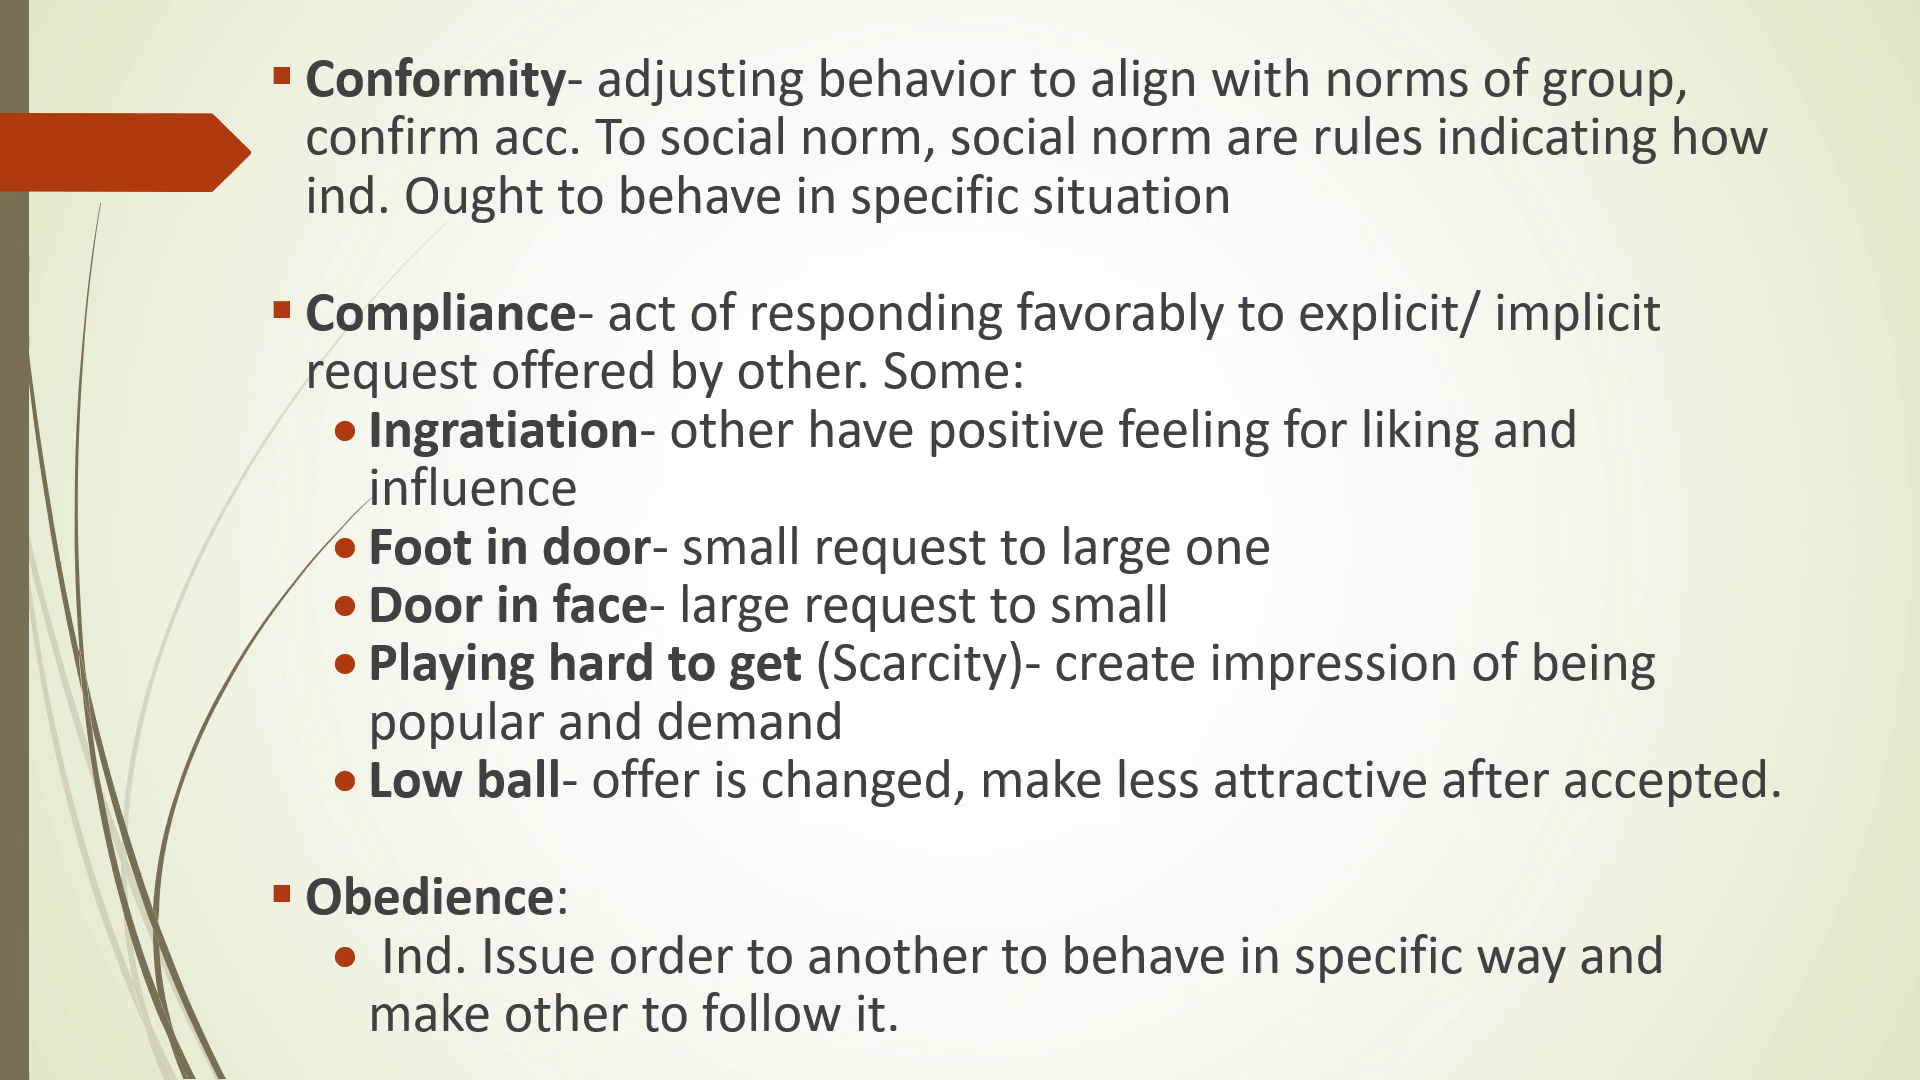 Conformity- adjusting behavior to align with norms of group,
confirm acc. To social norm, social norm are rules indicating how
ind. Ought to behave in specific situation
Compliance- act of responding favorably to explicit/ implicit
request offered by other. Some:
Ingratiation- other have positive feeling for liking and
influence
Foot in door- small request to large one
Door in face- large request to small
Playing hard to get (Scarcity)- create impression of being
popular and demand
Low ball- offer is changed, make less attractive after accepted.
Obedience:
Ind. Issue order to another to behave in specific way and
make other to follow it.